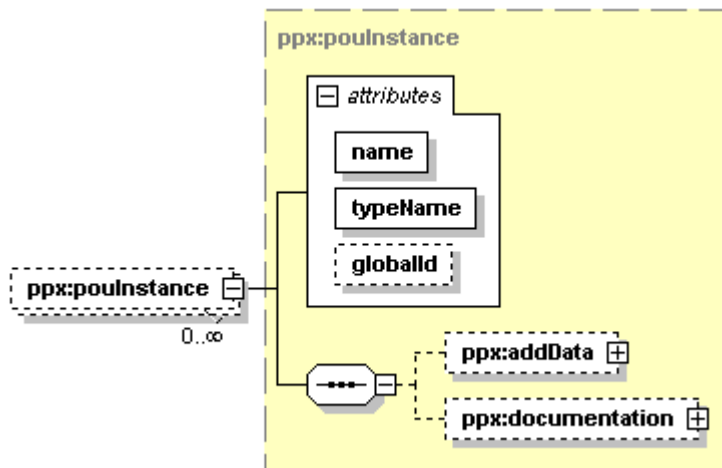 ppx:pouInstance
attributes
name
typeName
globalId
ppx:pouInstance
0..∞
ppx:addData
ppx:documentation